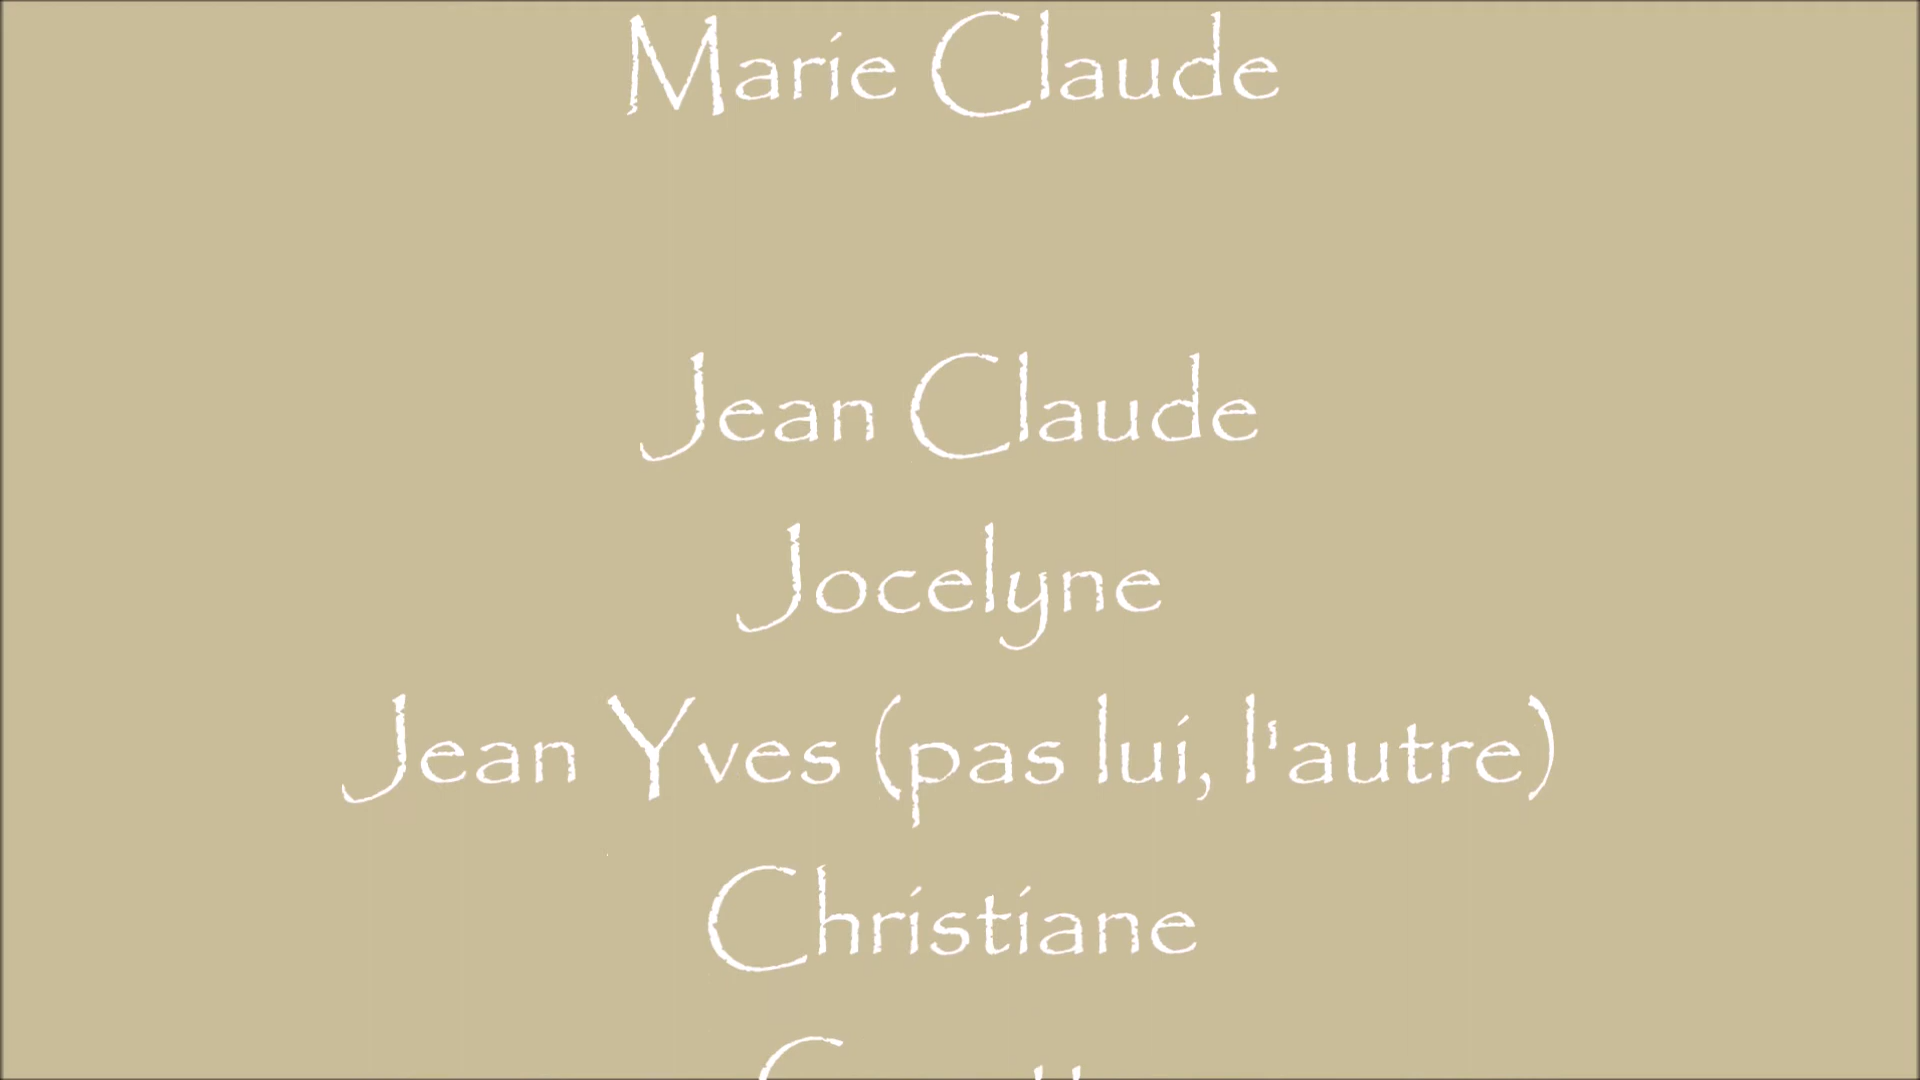 Marie Claude
Jean Claude
Jocelyne
Jean Yves (pas lui, l'autre)
Christiane